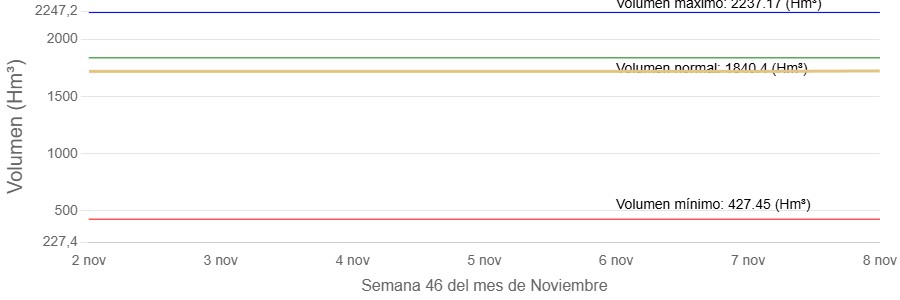 Volumen máximo: 2237.17 (Hm³)
2247,2
2000
Volumen normal: 1840.4 (Hm³)
1500
Volumen (Hm³)
1000
Volumen mínimo: 427.45 (Hm³)
500
227,4
2 nov 3 nov 4 nov 5 nov 6 nov 7 nov 8 nov
Semana 46 del mes de Noviembre